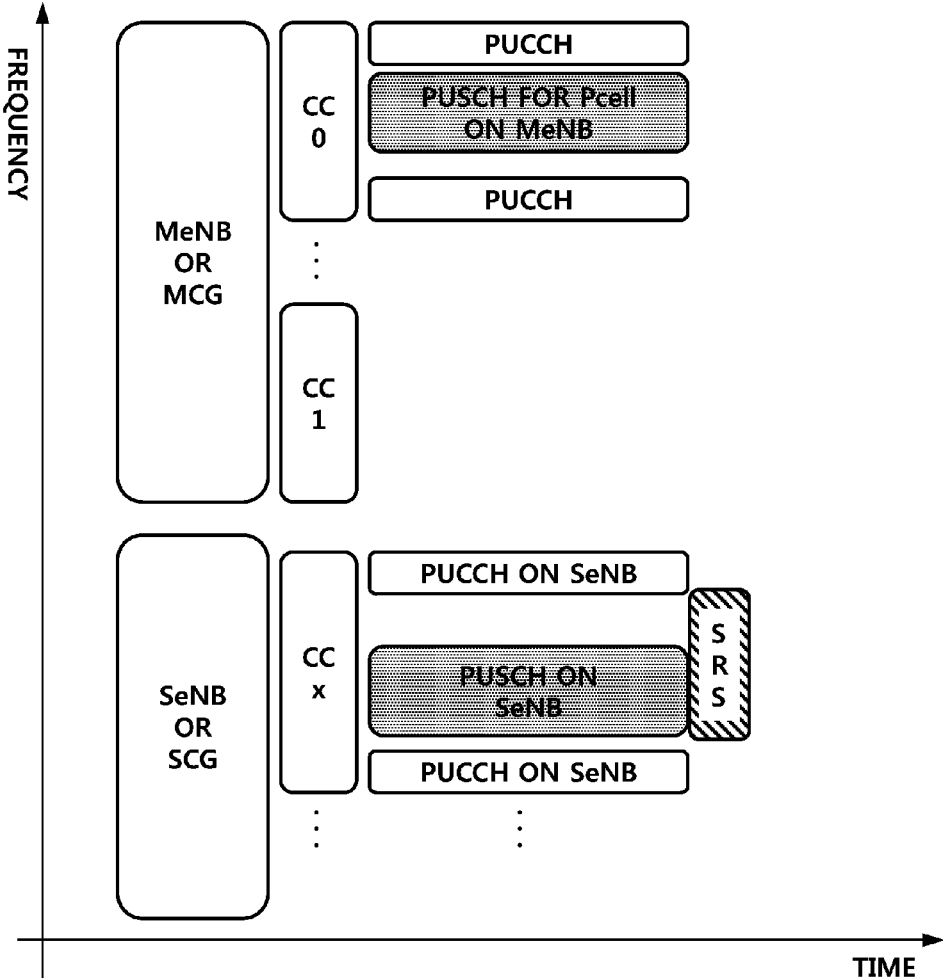 FREQUENCY
MeNB
OR
MCG
CC
0
PUCCH
PUSCH FOR Pcell
ON MeNB
PUCCH
CC
1
SeNB
OR
SCG
CC
x
PUCCH ON SeNB
PUSCH ON
SeNB
PUCCH ON SeNB
S
R
S
TIME